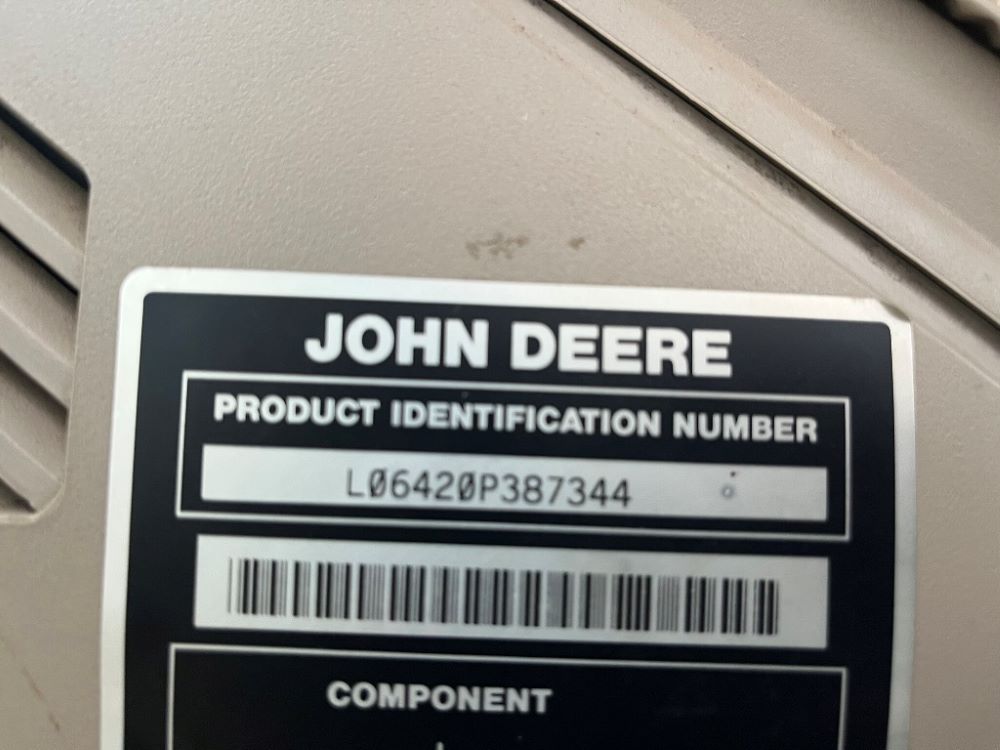 JOHN DEERE
PRODUCT IDENTIFICATION NUMBER
L06420P387344
COMPONENT